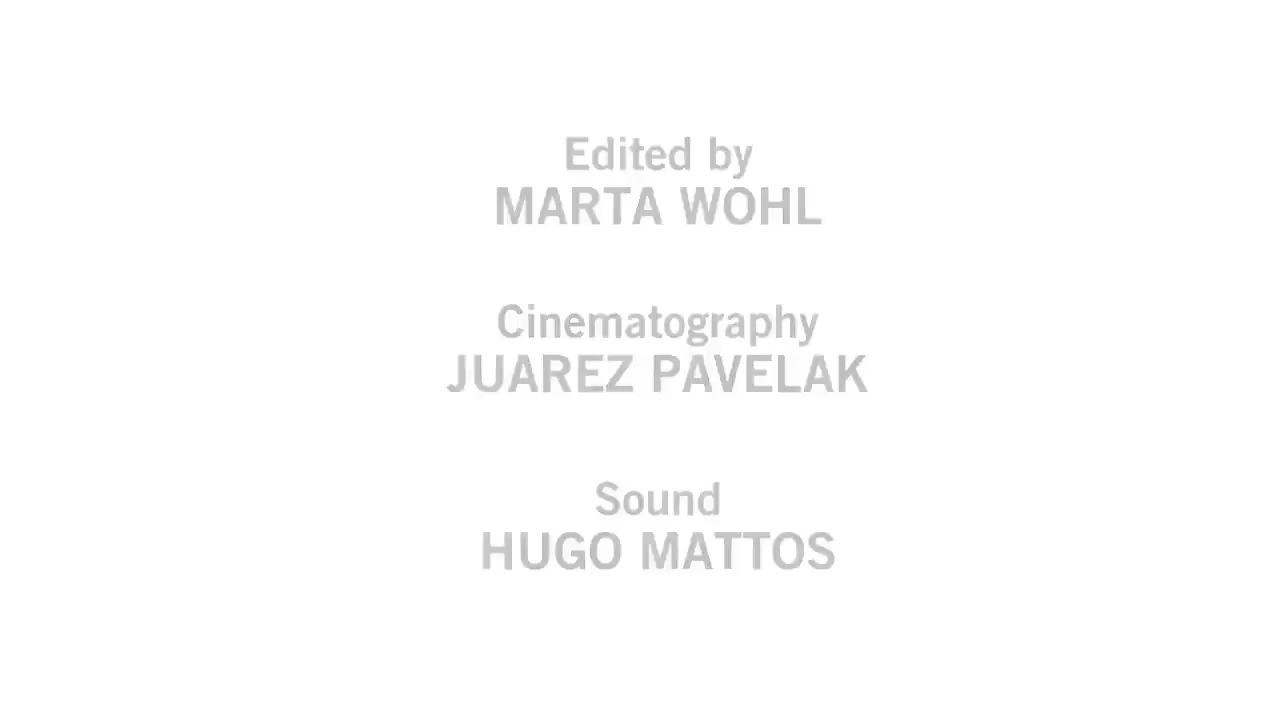 Edited by
MARTA WOHL
Cinematography
JUAREZ PAVELAK
Sound
HUGO MATTOS